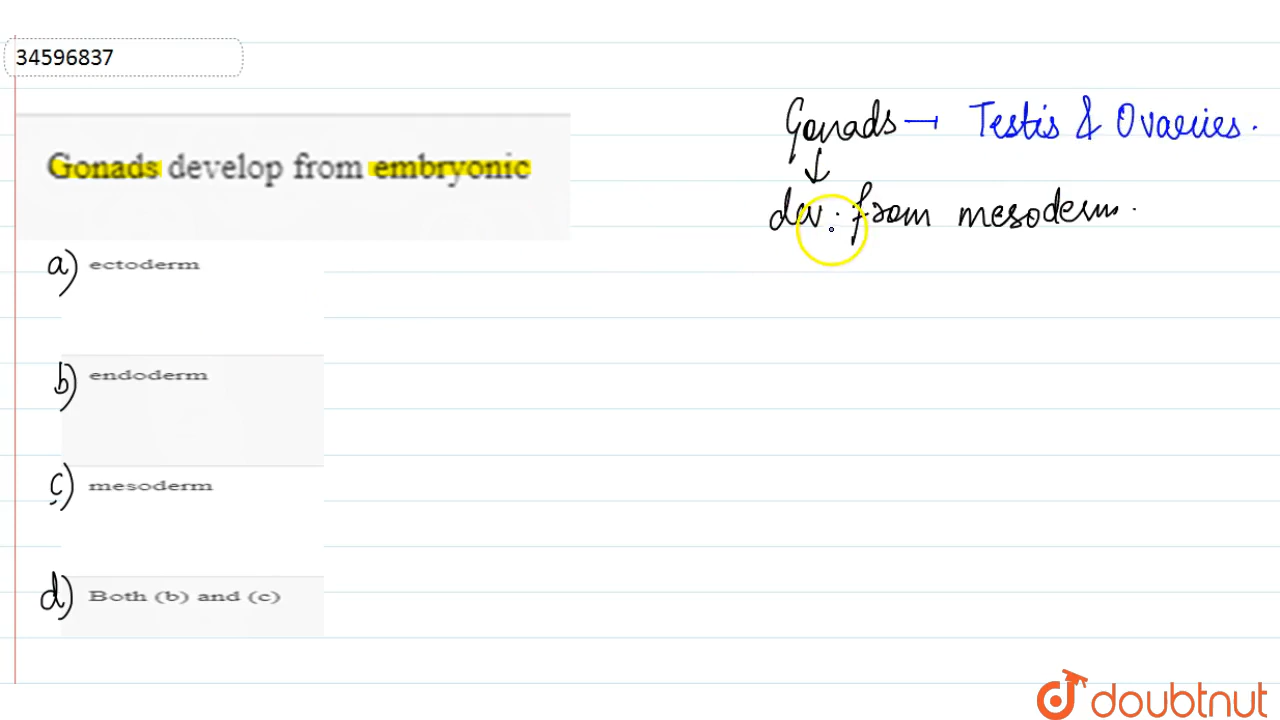 34596837
Gonads develop from embryonic
a) ectoderm
b) endoderm
c) mesoderm
d) Both (b) and (c)
Gonads → Testis & Ovaries.
↓
dev. from mesoderm.
doubtnut